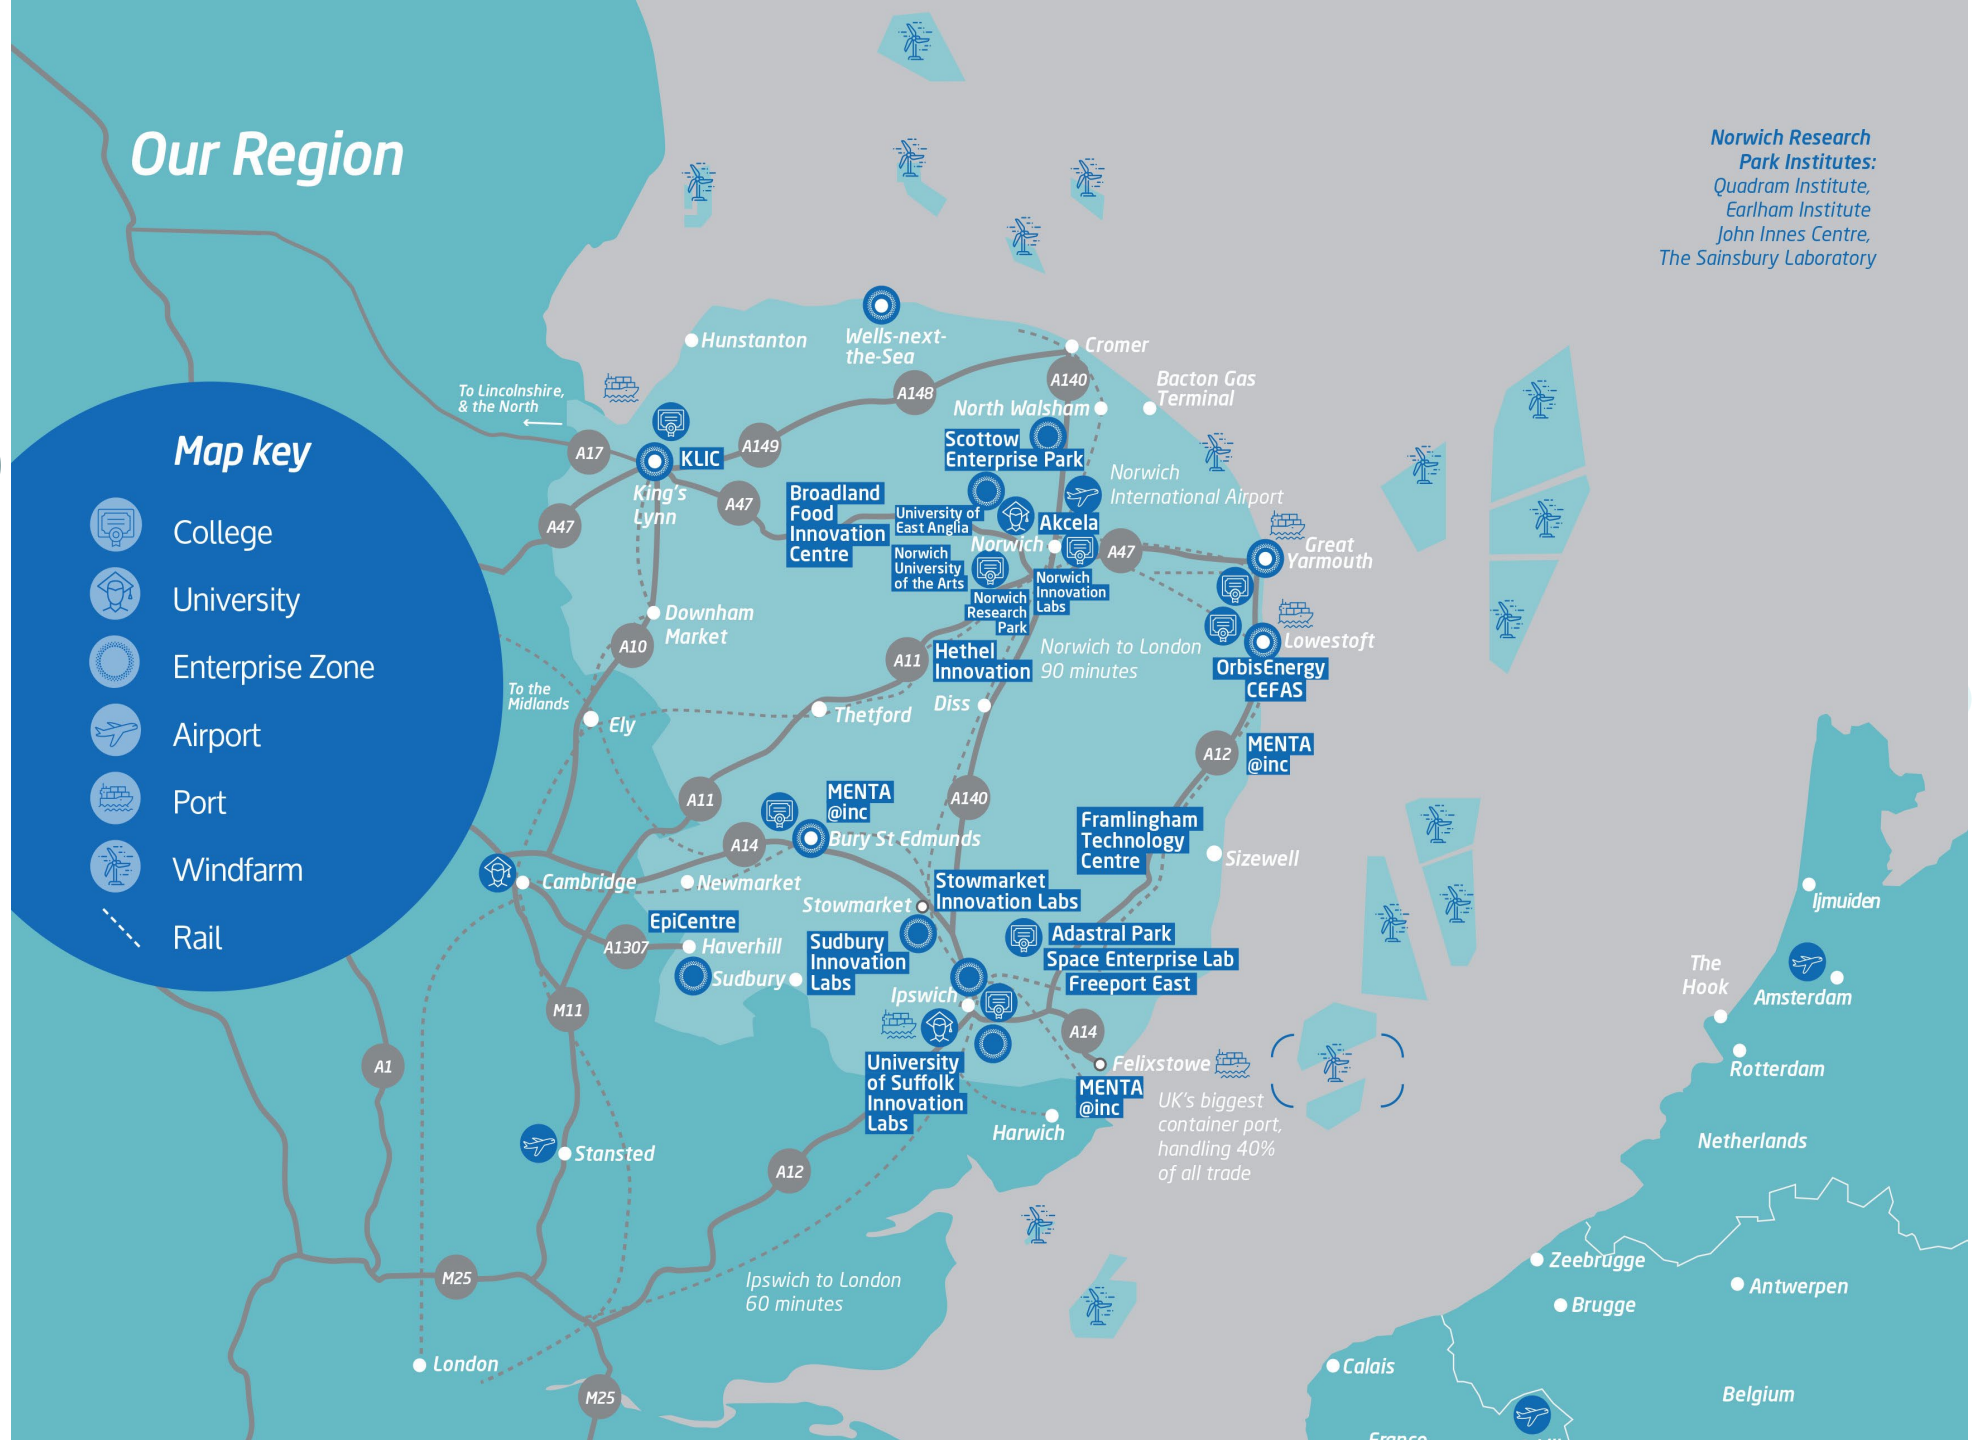 Our Region
Norwich Research
Park Institutes:
Quadram Institute,
Earlham Institute
John Innes Centre,
The Sainsbury Laboratory
Map key
College
University
Enterprise Zone
Airport
Port
Windfarm
Rail
Hunstanton
Wells-next-
the-Sea
Cromer
To Lincolnshire,
& the North
A148
A140
Bacton Gas
Terminal
North Walsham
A17
A149
KLIC
Scottow
Enterprise Park
King's
Lynn
A47
A47
Norwich
International Airport
Broadland
Food
Innovation
Centre
University of
East Anglia
Akcela
Norwich
A47
Great
Yarmouth
Norwich
University
of the Arts
Norwich
Innovation
Labs
Norwich
Research
Park
Downham
Market
A10
Lowestoft
A11
Hethel
Innovation
Norwich to London
90 minutes
OrbisEnergy
CEFAS
To the
Midlands
Ely
Thetford
Diss
A12
MENTA
@inc
A11
MENTA
@inc
A140
A14
Bury St Edmunds
Framlingham
Technology
Centre
Sizewell
Cambridge
Newmarket
Stowmarket
Stowmarket
Innovation Labs
EpiCentre
A1307
Haverhill
Sudbury
Sudbury
Innovation
Labs
Adastral Park
Space Enterprise Lab
Freeport East
Ipswich
M11
A14
A1
University
of Suffolk
Innovation
Labs
Felixstowe
MENTA
@inc
UK's biggest
container port,
handling 40%
of all trade
Harwich
Stansted
A12
M25
Ipswich to London
60 minutes
London
M25
Ijmuiden
The
Hook
Amsterdam
Rotterdam
Netherlands
Zeebrugge
Antwerpen
Brugge
Calais
Belgium
France